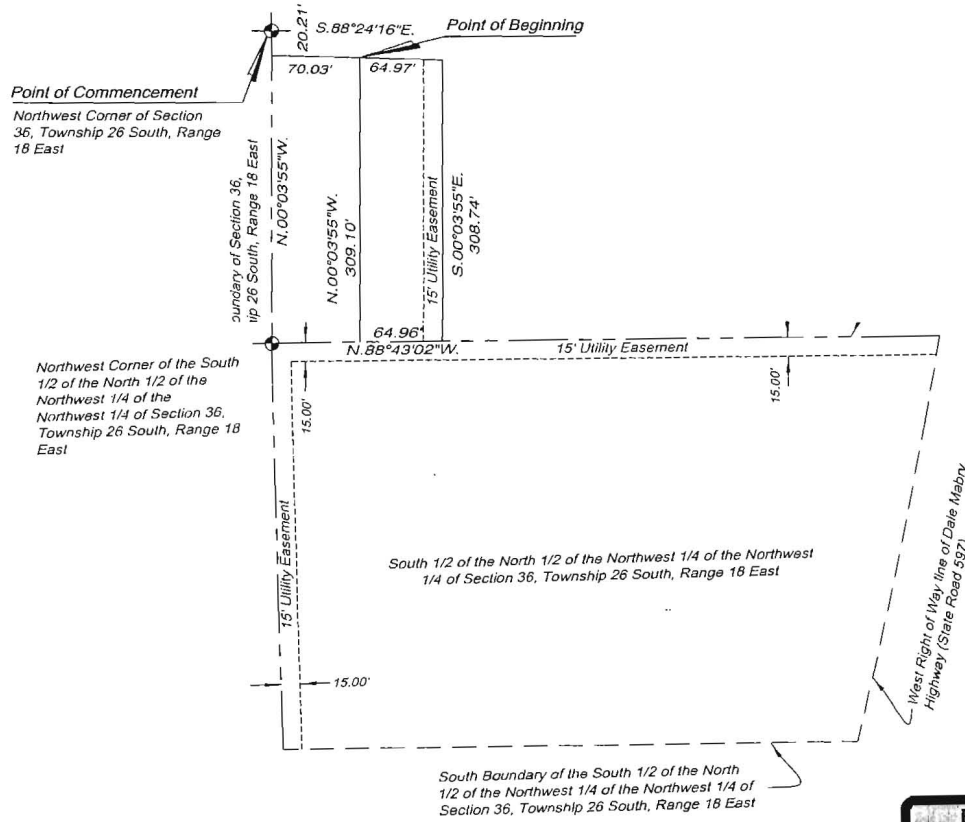 20.21'
S.88°24'16"E.
Point of Beginning
70.03'
64.97'
Point of Commencement
Northwest Corner of Section
36, Township 26 South, Range
18 East
oundary of Section 36,
ip 26 South, Range 18 East
N.00°03'55"W.
N.00°03'55"W.
309.10'
15' Utility Easement
S.00°03'55"E.
308.74'
64.96'
N.88°43'02"W.
15' Utility Easement
Northwest Corner of the South
1/2 of the North 1/2 of the
Northwest 1/4 of the
Northwest 1/4 of Section 36,
Township 26 South, Range 18
East
15.00'
15.00'
15' Utility Easement
South 1/2 of the North 1/2 of the Northwest 1/4 of the Northwest
1/4 of Section 36, Township 26 South, Range 18 East
West Right of Way line of Dale Mabry
Highway (State Road 597)
15.00'
South Boundary of the South 1/2 of the North
1/2 of the Northwest 1/4 of the Northwest 1/4 of
Section 36, Township 26 South, Range 18 East